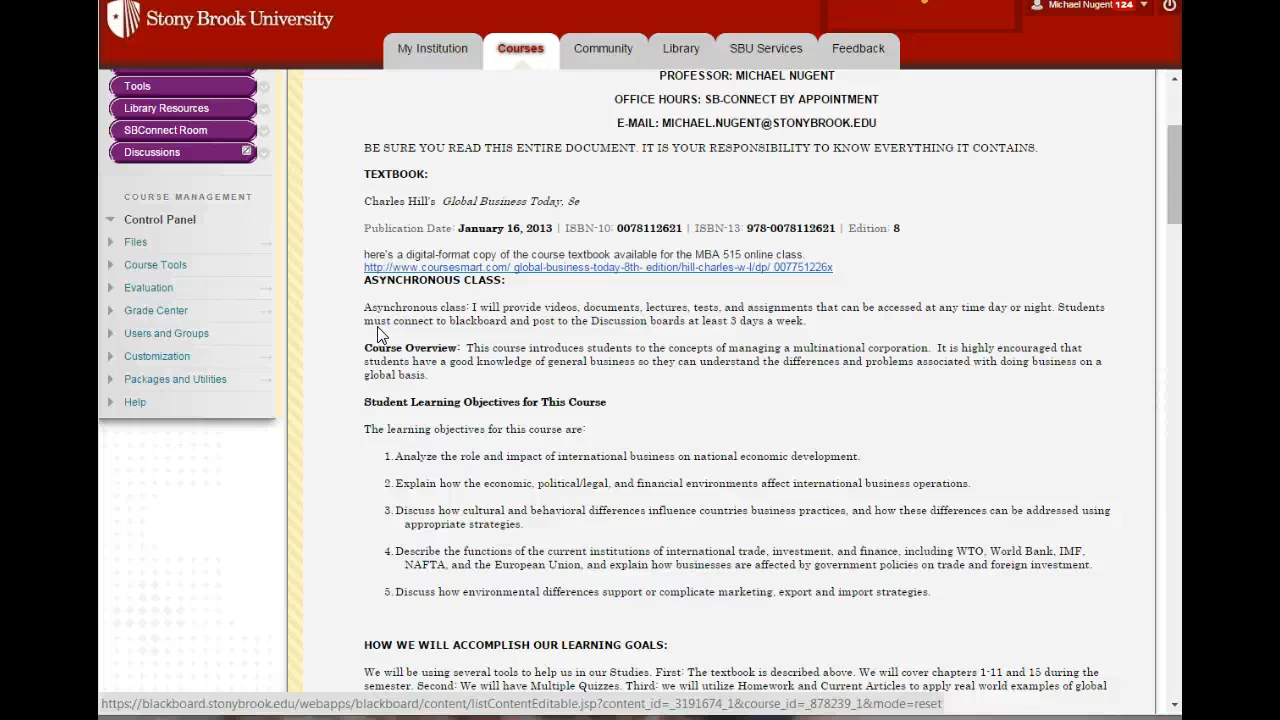 Stony Brook University
Michael Nugent 124
My Institution
Courses
Community
Library
SBU Services
Feedback
Tools
Library Resources
SBConnect Room
Discussions
COURSE MANAGEMENT
Control Panel
Files
Course Tools
Evaluation
Grade Center
Users and Groups
Customization
Packages and Utilities
Help
PROFESSOR: MICHAEL NUGENT
OFFICE HOURS: SB-CONNECT BY APPOINTMENT
E-MAIL: MICHAEL.NUGENT@STONYBROOK.EDU
BE SURE YOU READ THIS ENTIRE DOCUMENT. IT IS YOUR RESPONSIBILITY TO KNOW EVERYTHING IT CONTAINS.
TEXTBOOK:
Charles Hill's Global Business Today, 8e
Publication Date: January 16, 2013 | ISBN-10: 0078112621 | ISBN-13: 978-0078112621 | Edition: 8
here's a digital-format copy of the course textbook available for the MBA 515 online class.
http://www.coursesmart.com/ global-business-today-8th- edition/hill-charles-w-l/dp/ 007751226x
ASYNCHRONOUS CLASS:
Asynchronous class: I will provide videos, documents, lectures, tests, and assignments that can be accessed at any time day or night. Students
must connect to blackboard and post to the Discussion boards at least 3 days a week.
Course Overview: This course introduces students to the concepts of managing a multinational corporation. It is highly encouraged that
students have a good knowledge of general business so they can understand the differences and problems associated with doing business on a
global basis.
Student Learning Objectives for This Course
The learning objectives for this course are:
1. Analyze the role and impact of international business on national economic development.
2. Explain how the economic, political/legal, and financial environments affect international business operations.
3. Discuss how cultural and behavioral differences influence countries business practices, and how these differences can be addressed using
appropriate strategies.
4. Describe the functions of the current institutions of international trade, investment, and finance, including WTO, World Bank, IMF,
NAFTA, and the European Union, and explain how businesses are affected by government policies on trade and foreign investment.
5. Discuss how environmental differences support or complicate marketing, export and import strategies.
HOW WE WILL ACCOMPLISH OUR LEARNING GOALS:
We will be using several tools to help us in our Studies. First: The textbook is described above. We will cover chapters 1-11 and 15 during the
semester. Second: We will have Multiple Quizzes. Third: we will utilize Homework and Current Articles to apply real world examples of global
https://blackboard.stonybrook.edu/webapps/blackboard/content/listContentEditable.jsp?content_id=_3191674_1&course_id=_878239_1&mode=reset